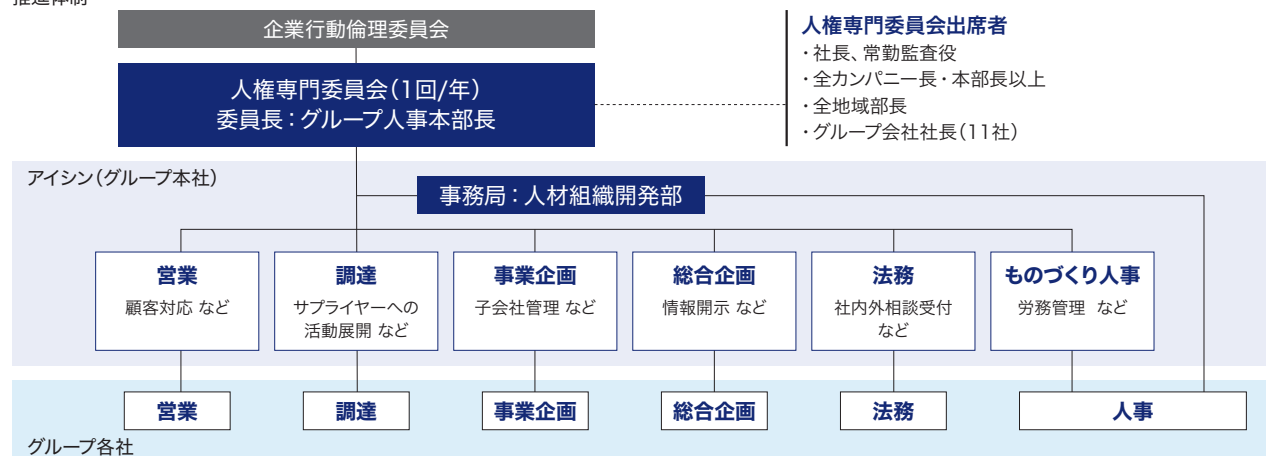 推進体制
企業行動倫理委員会
人権専門委員会(1回/年)
委員長：グループ人事本部長
人権専門委員会出席者
・社長、常勤監査役
・全カンパニー長・本部長以上
・全地域部長
・グループ会社社長(11社)
アイシン(グループ本社)
事務局：人材組織開発部
営業
顧客対応 など
調達
サプライヤーへの
活動展開 など
事業企画
子会社管理 など
総合企画
情報開示 など
法務
社内外相談受付
など
ものづくり人事
労務管理 など
営業
調達
事業企画
総合企画
法務
人事
グループ各社